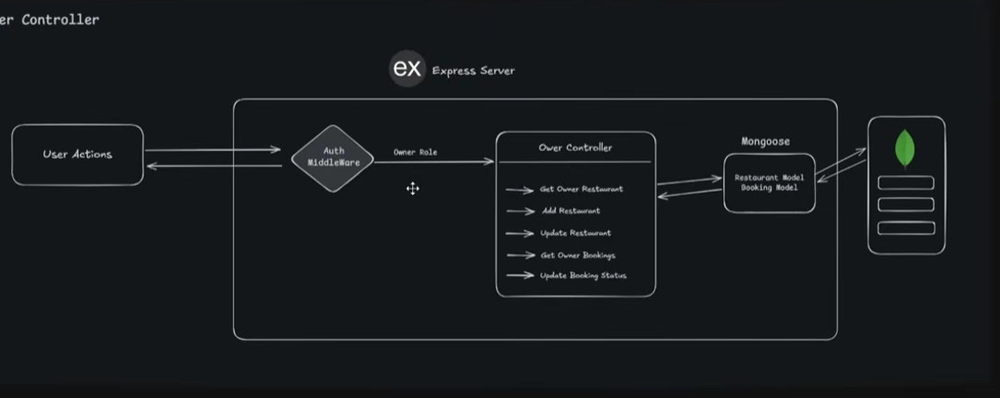 er Controller
ex Express Server
User Actions
Auth
MiddleWare
Owner Role
Ower Controller
Get Owner Restaurant
Add Restaurant
Update Restaurant
Get Owner Bookings
Update Booking Status
Mongoose
Restaurant Model
Booking Model